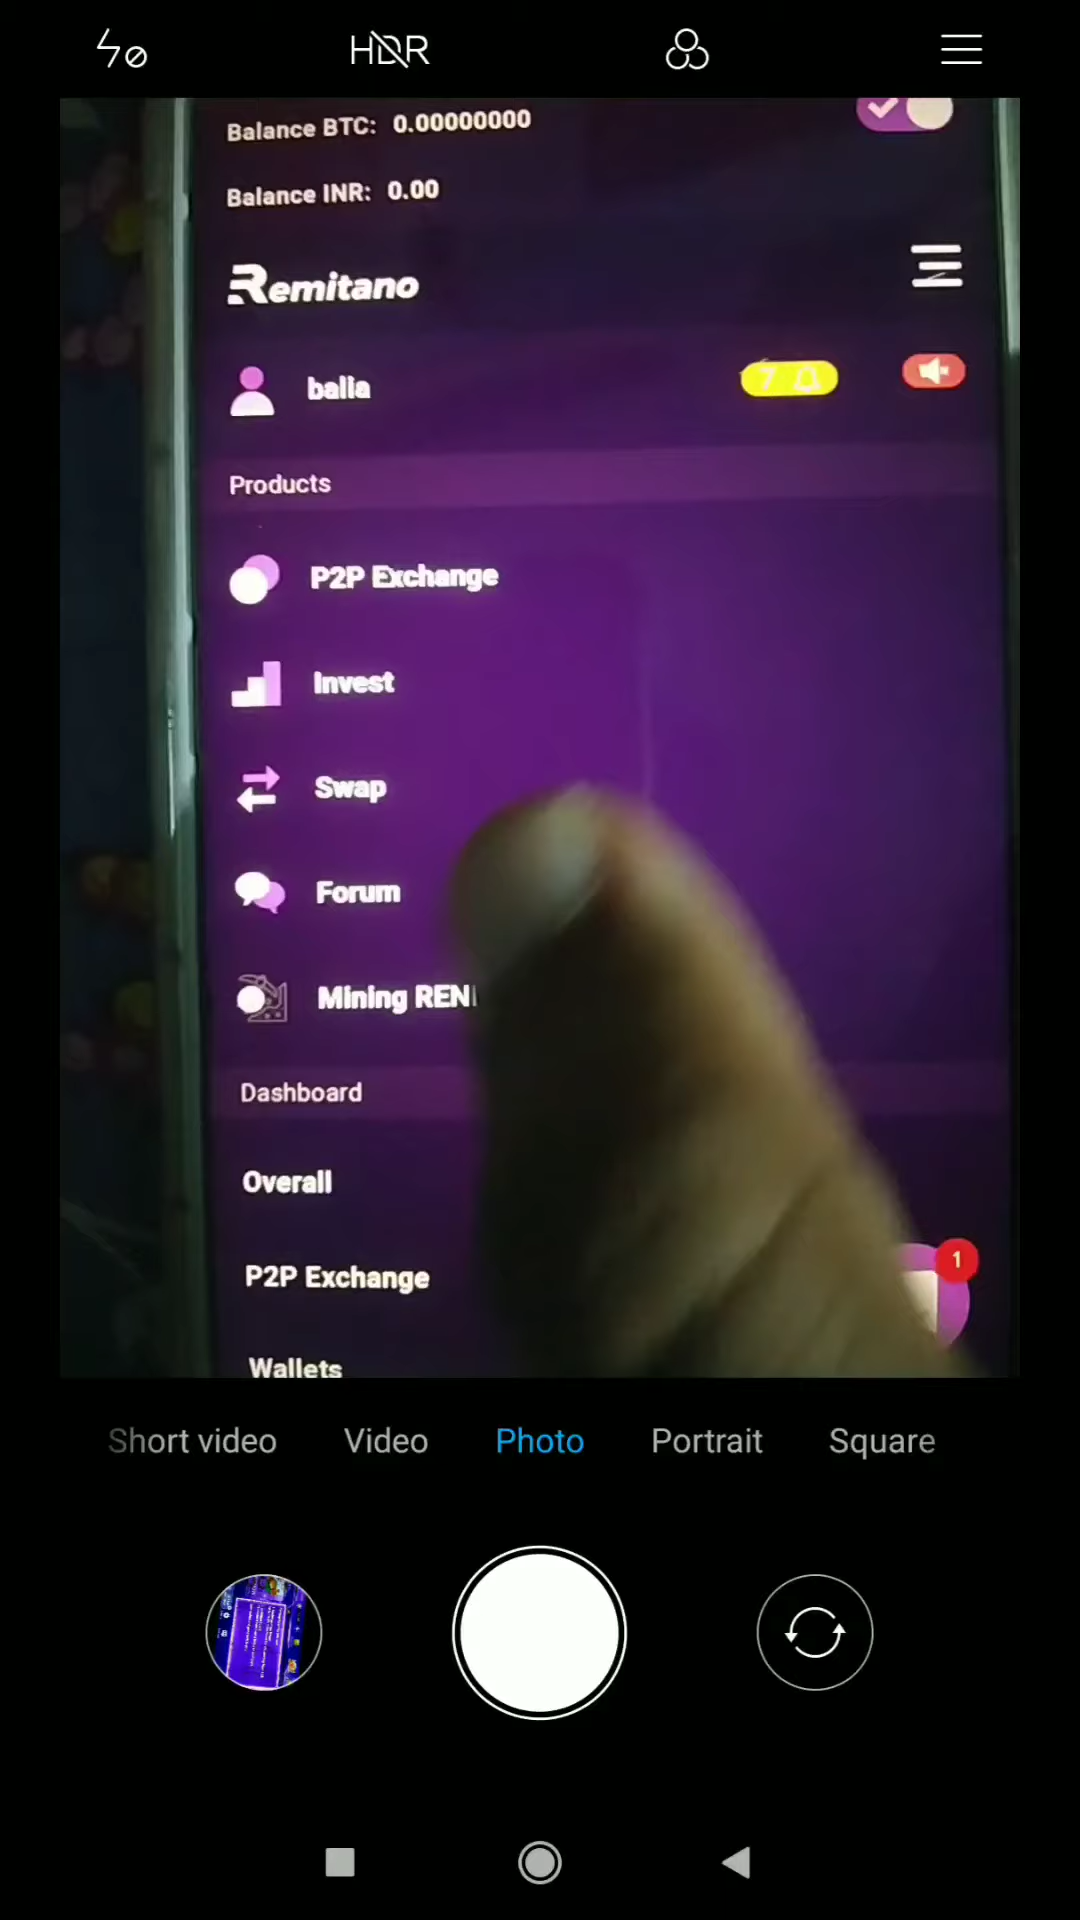 HDR
Balance BTC: 0.00000000
Balance INR: 0.00
Remitano
balla
7
Products
P2P Exchange
Invest
Swap
Forum
Mining
Dashboard
Overall
P2P Exchange
1
Wallets
Short video Video Photo Portrait Square